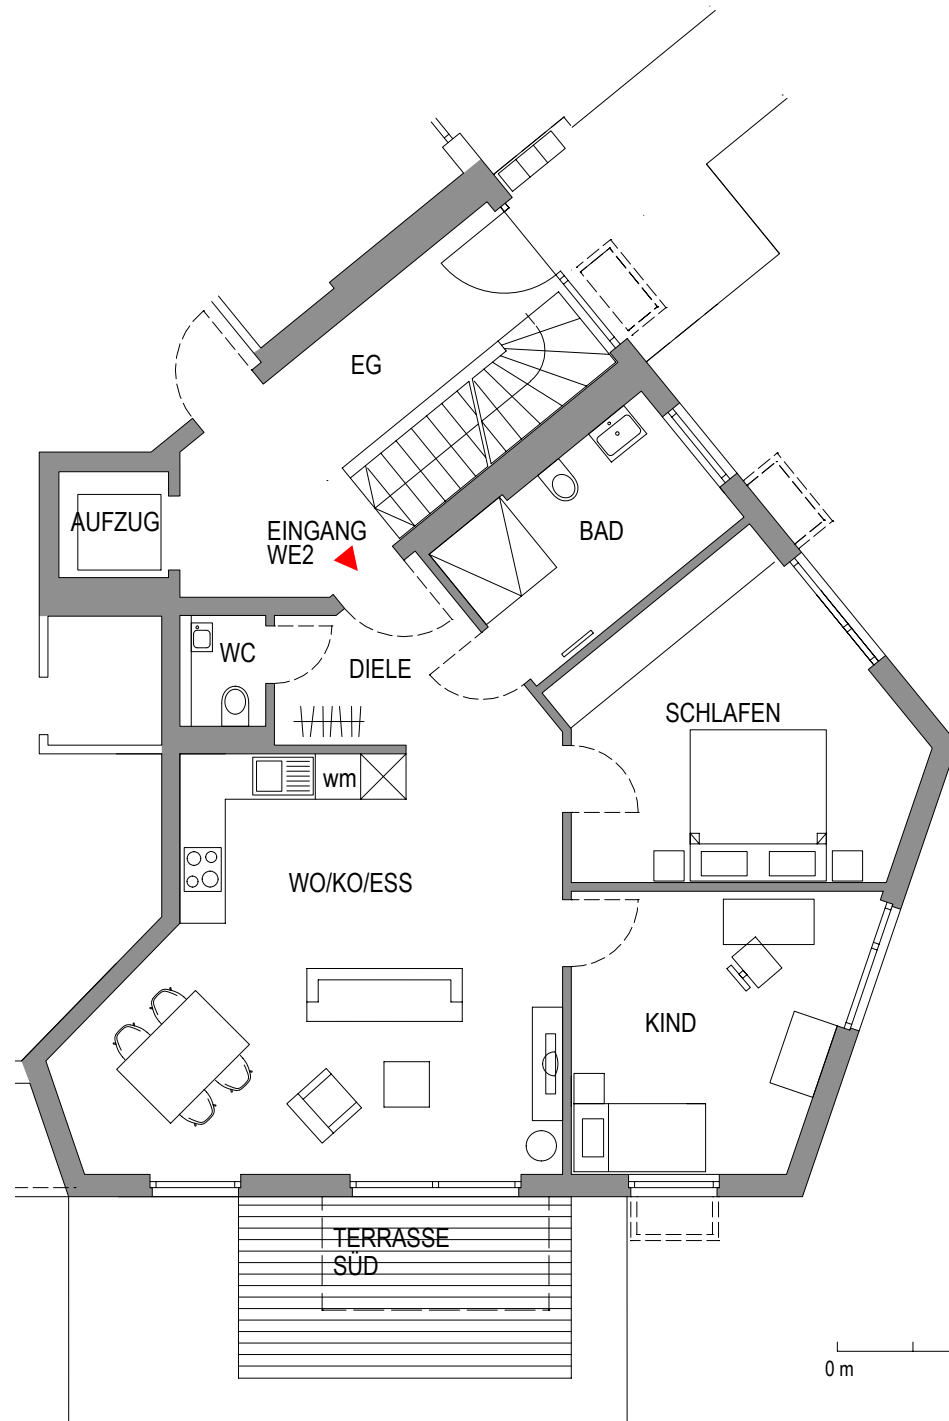 EG
AUFZUG
EINGANG
WE2
BAD
WC
DIELE
SCHLAFEN
wm
WO/KO/ESS
KIND
TERRASSE
SÜD
0 m